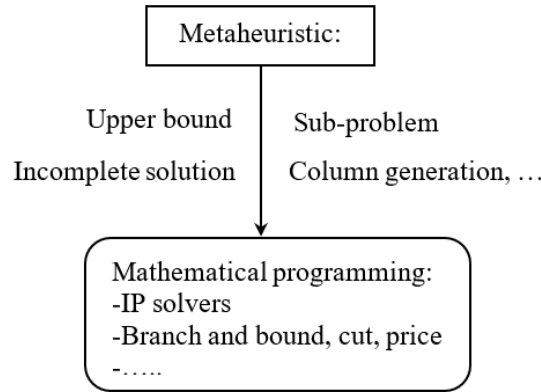 Metaheuristic:
Upper bound
Sub-problem
Incomplete solution
Column generation, …
Mathematical programming:
-IP solvers
-Branch and bound, cut, price
-…..